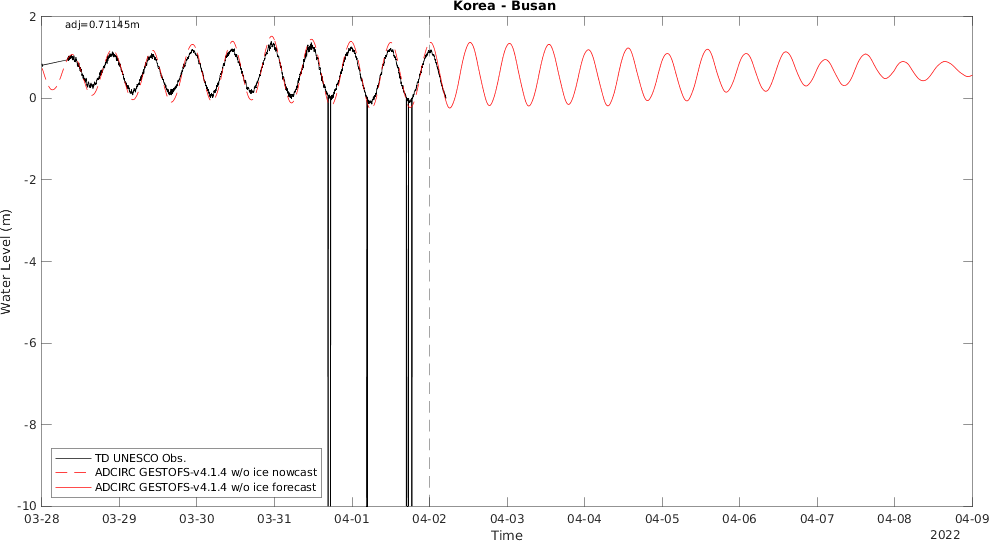 Korea - Busan
adj=0.71145m
2
0
-2
-4
-6
-8
-10
Water Level (m)
TD UNESCO Obs.
ADCIRC GESTOFS-v4.1.4 w/o ice nowcast
ADCIRC GESTOFS-v4.1.4 w/o ice forecast
03-28 03-29 03-30 03-31 04-01 04-02 04-03 04-04 04-05 04-06 04-07 04-08 04-09
Time
2022